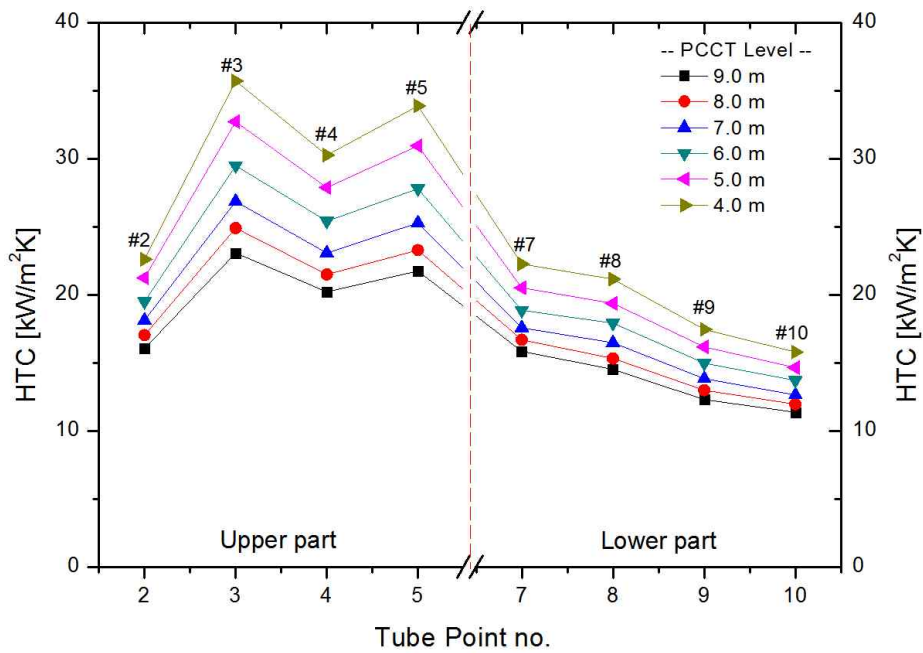 40
30
20
10
0
HTC [kW/m²K]
40
30
20
10
0
HTC [kW/m²K]
-- PCCT Level --
9.0 m
8.0 m
7.0 m
6.0 m
5.0 m
4.0 m
#2
#3
#4
#5
#7
#8
#9
#10
Upper part
Lower part
2 3 4 5 7 8 9 10
Tube Point no.